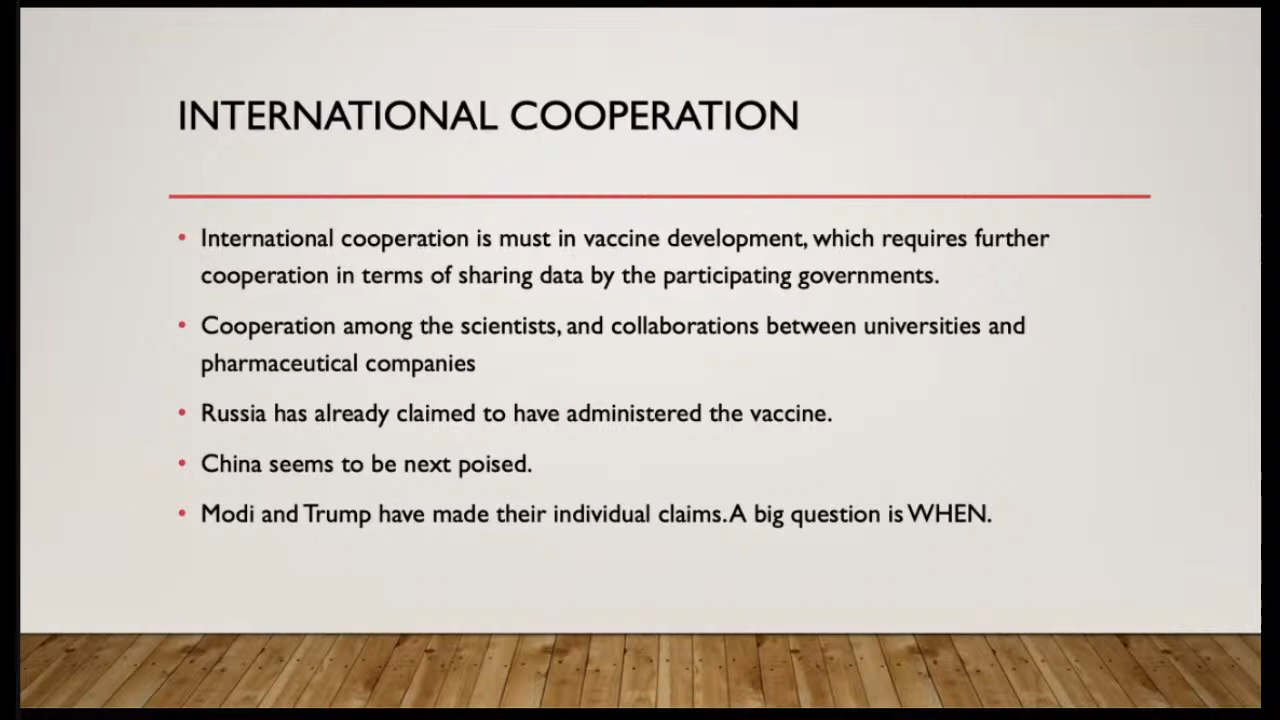 INTERNATIONAL COOPERATION
• International cooperation is must in vaccine development, which requires further
cooperation in terms of sharing data by the participating governments.
• Cooperation among the scientists, and collaborations between universities and
pharmaceutical companies
• Russia has already claimed to have administered the vaccine.
• China seems to be next poised.
• Modi and Trump have made their individual claims. A big question is WHEN.